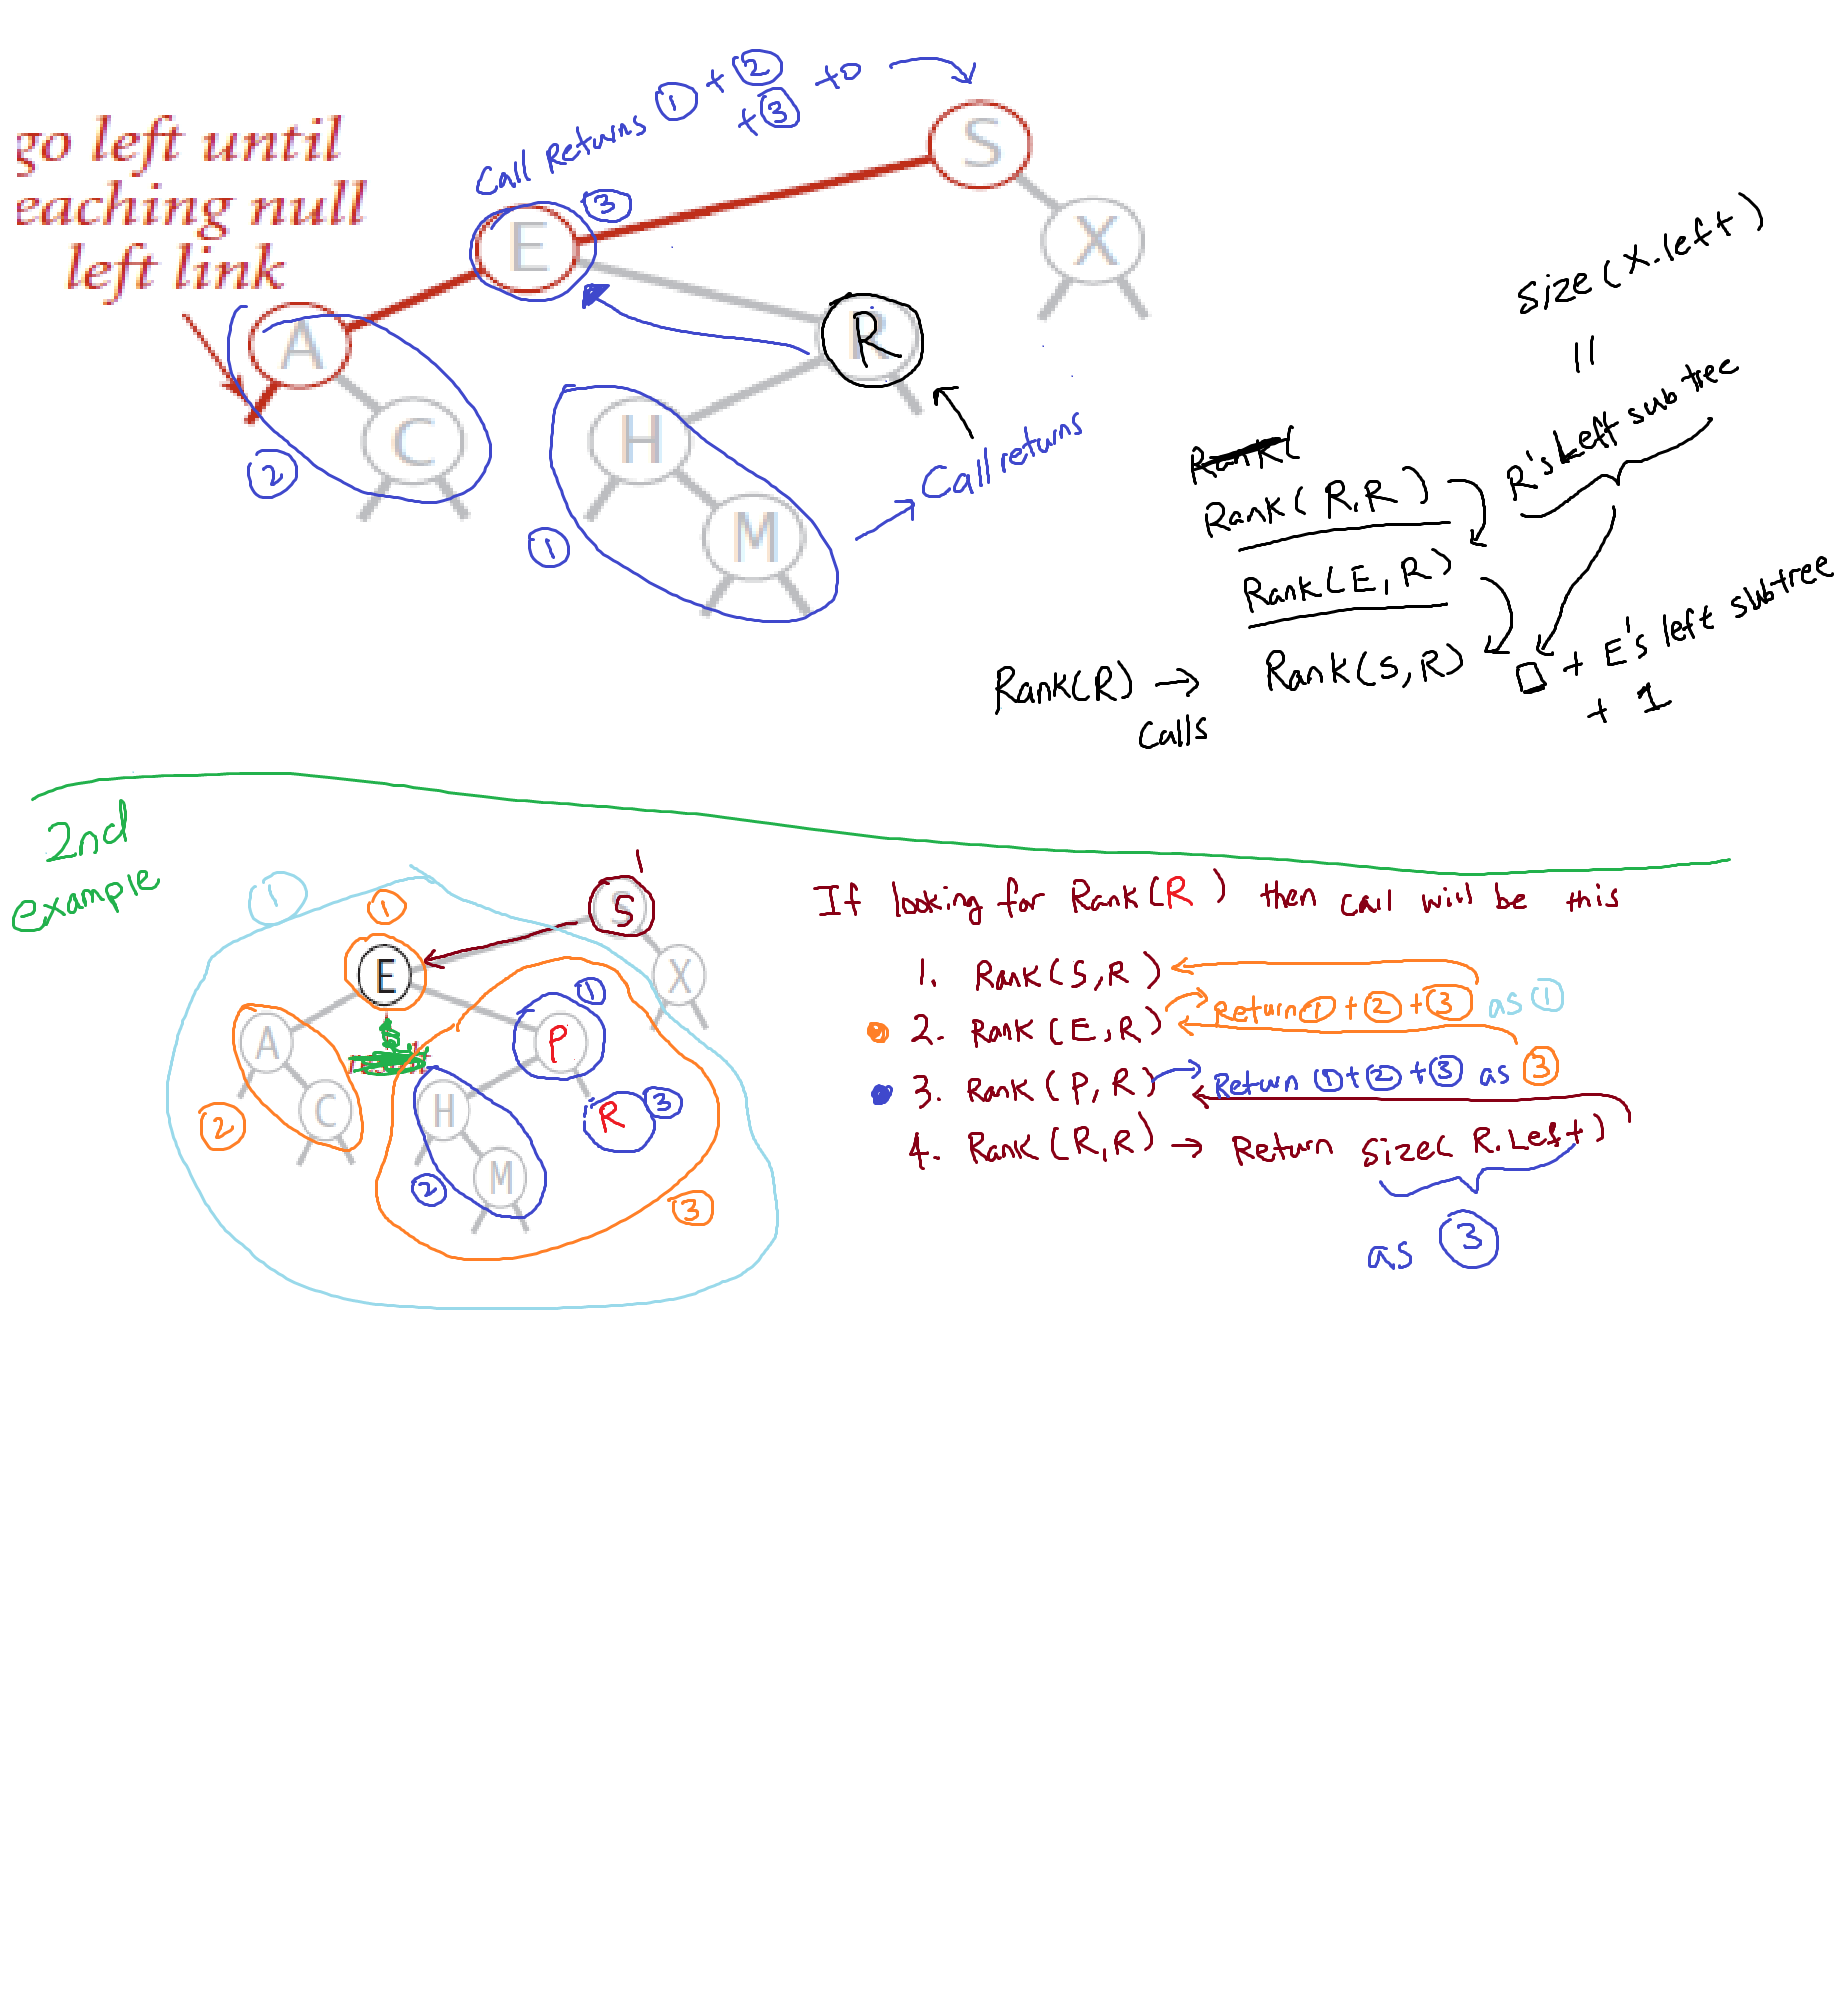 Call Returns ① + ② + ③ to
go left until
eaching null
left link
S
E
③
X
A
R
C
H
M
②
①
Call returns
size(X.left)
||
R's Left subtree
Rank(
Rank(R,R)
Rank(E,R)
Rank(R) → Rank(S,R)
calls
□ + E's left subtree
+ 1
2nd
example
①
①
S
E
X
A
P
①
C
H
R
③
②
M
②
③
If looking for Rank(R) then call will be this
1. Rank(S,R)
2. Rank(E,R) Return ① + ② + ③ as ①
3. Rank(P,R) Return ① + ② + ③ as ③
4. Rank(R,R) → Return size(R.Left)
as ③